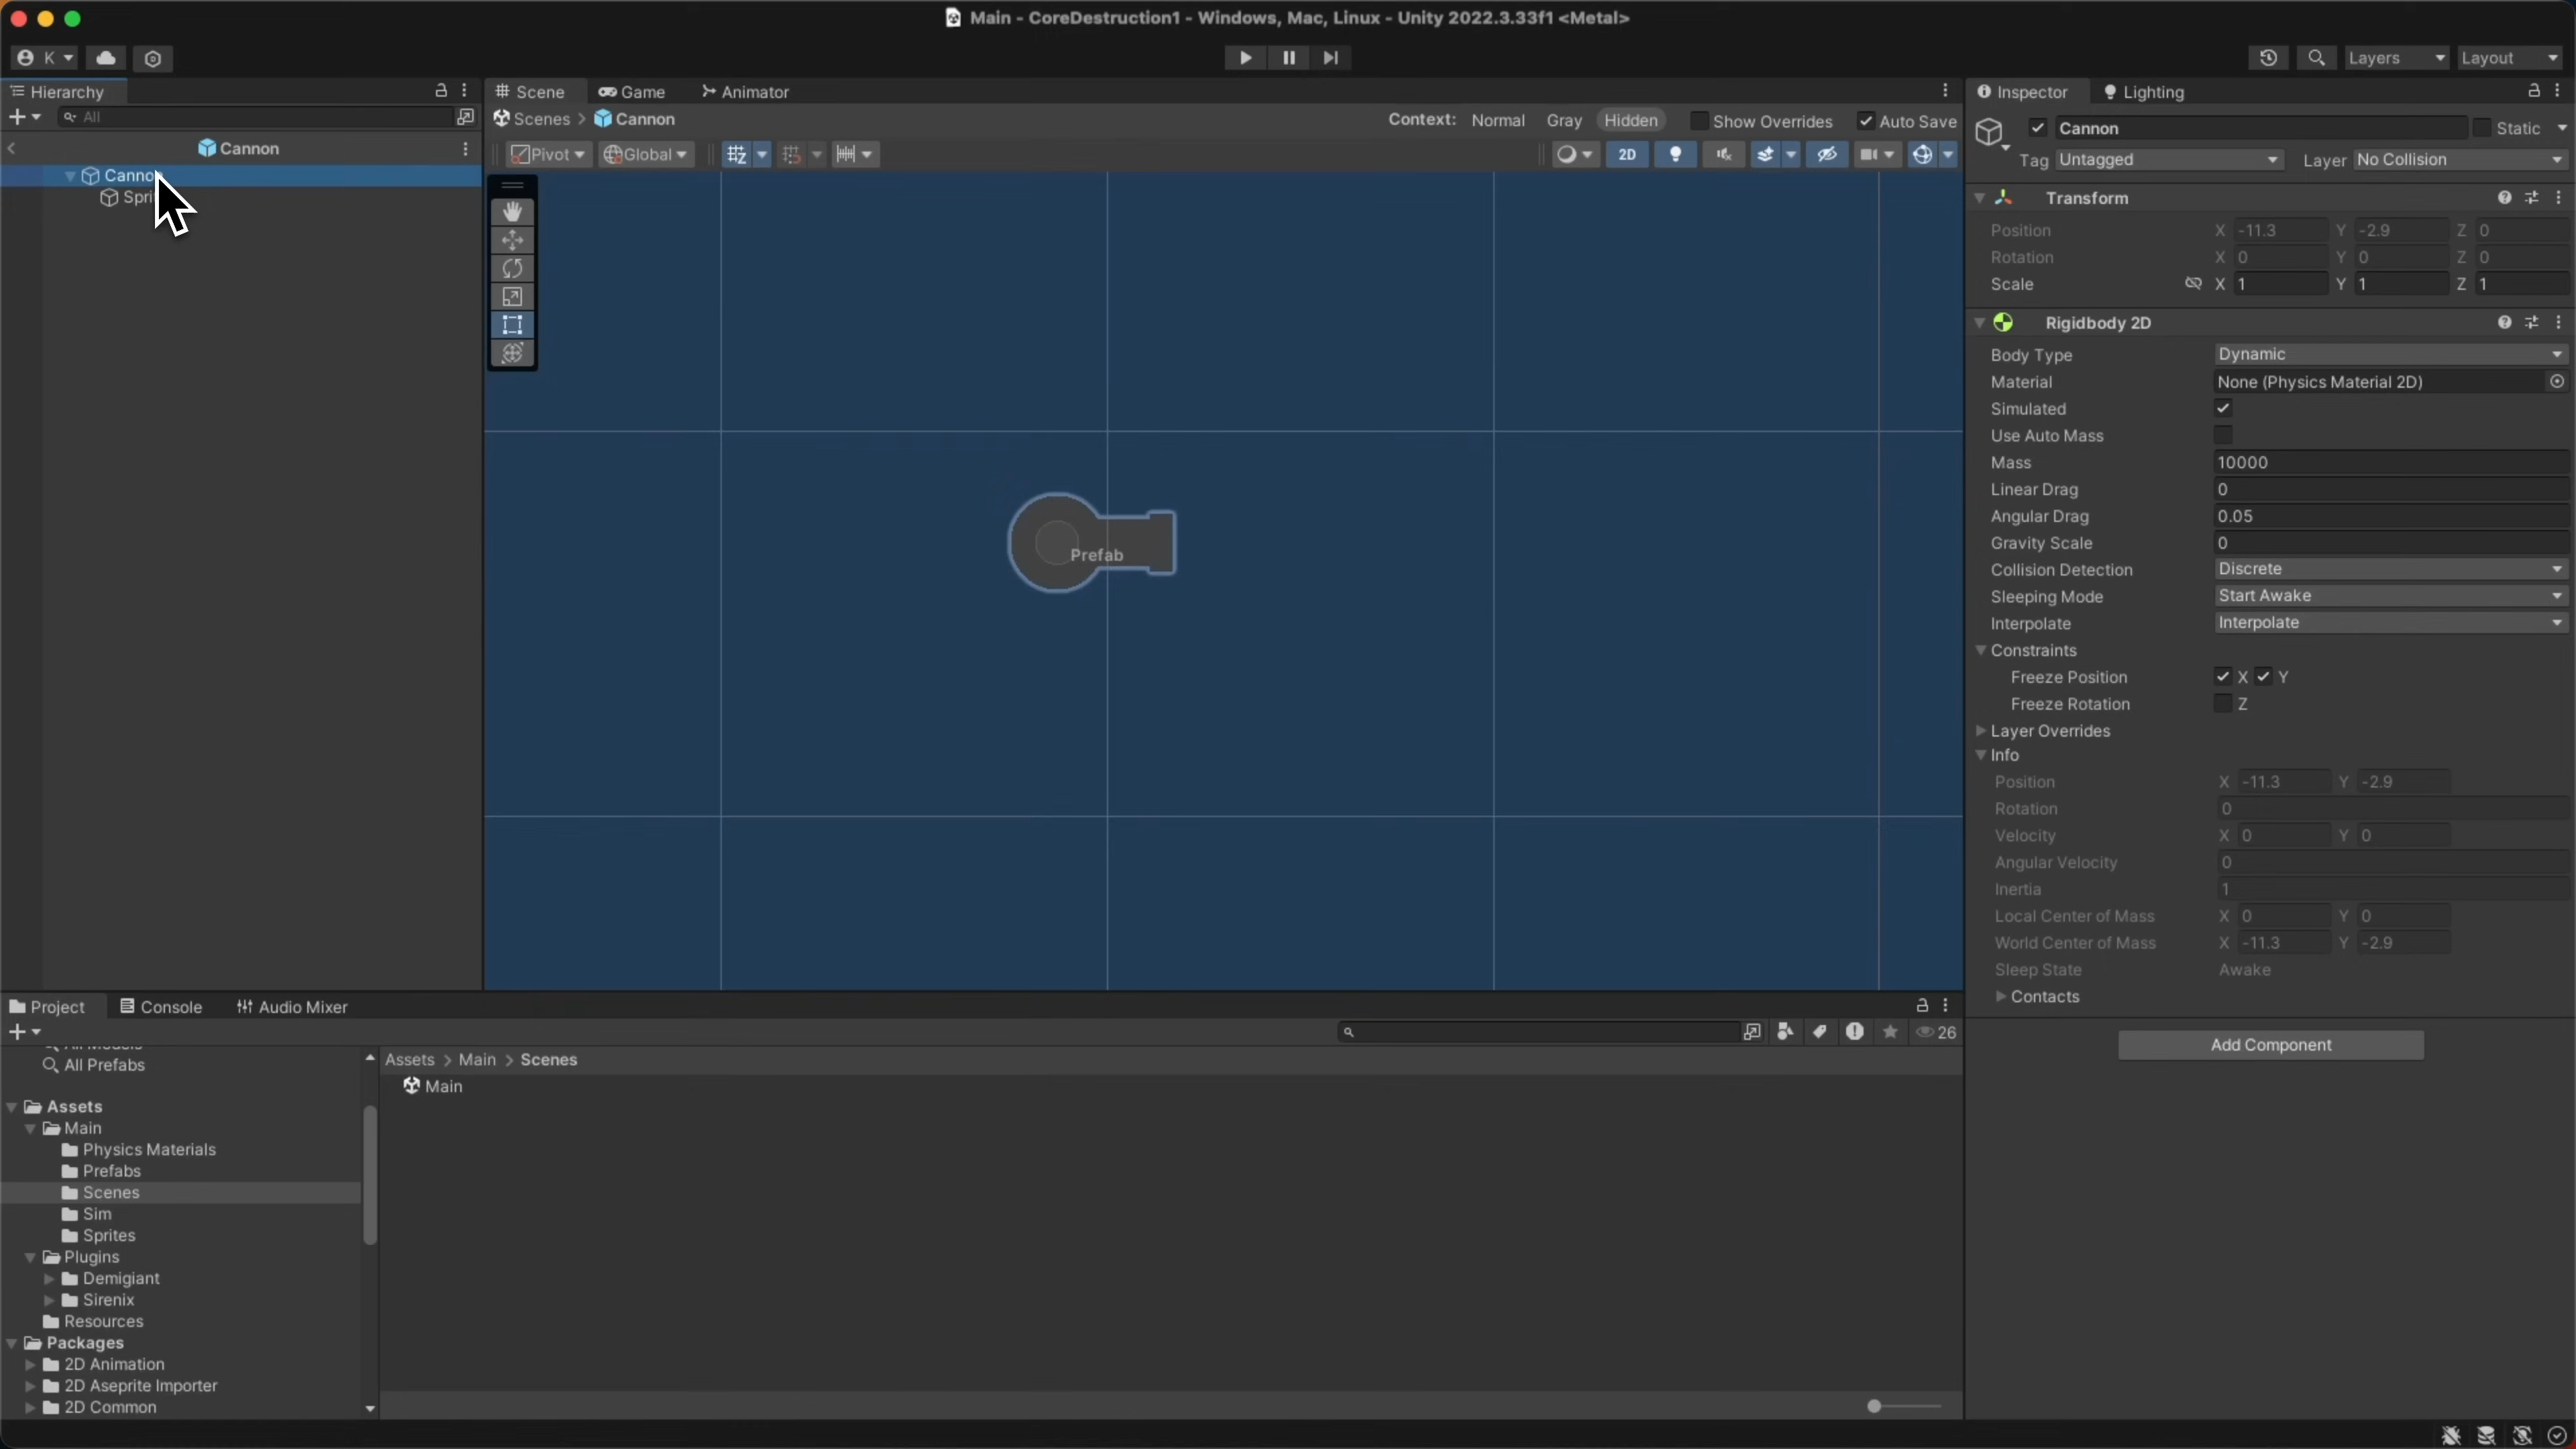 Main - CoreDestruction1 - Windows, Mac, Linux - Unity 2022.3.33f1 <Metal>
K
Layers
Layout
Hierarchy
All
Cannon
Cannon
Scene
Game
Animator
Scenes
Cannon
Context:
Normal
Gray
Hidden
Show Overrides
Auto Save
Pivot
Global
2D
Prefab
Inspector
Lighting
Cannon
Static
Tag Untagged
Layer No Collision
Transform
Position X -11.3 Y -2.9 Z 0
Rotation X 0 Y 0 Z 0
Scale X 1 Y 1 Z 1
Rigidbody 2D
Body Type Dynamic
Material None (Physics Material 2D)
Simulated
Use Auto Mass
Mass 10000
Linear Drag 0
Angular Drag 0.05
Gravity Scale 0
Collision Detection Discrete
Sleeping Mode Start Awake
Interpolate Interpolate
Constraints
Freeze Position X Y
Freeze Rotation Z
Layer Overrides
Info
Position X -11.3 Y -2.9
Rotation 0
Velocity X 0 Y 0
Angular Velocity 0
Inertia 1
Local Center of Mass X 0 Y 0
World Center of Mass X -11.3 Y -2.9
Sleep State Awake
Contacts
Add Component
Project
Console
Audio Mixer
26
All Prefabs
Assets
Main
Physics Materials
Prefabs
Scenes
Sim
Sprites
Plugins
Demigiant
Sirenix
Resources
Packages
2D Animation
2D Aseprite Importer
2D Common
Assets > Main > Scenes
Main